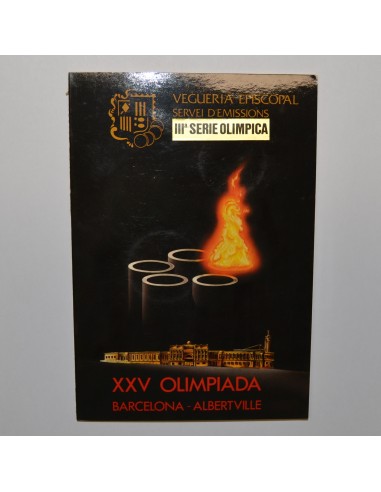 VEGUERIA EPISCOPAL
SERVEI D'EMISSIONS
IIIª SERIE OLIMPICA
XXV OLIMPIADA
BARCELONA - ALBERTVILLE